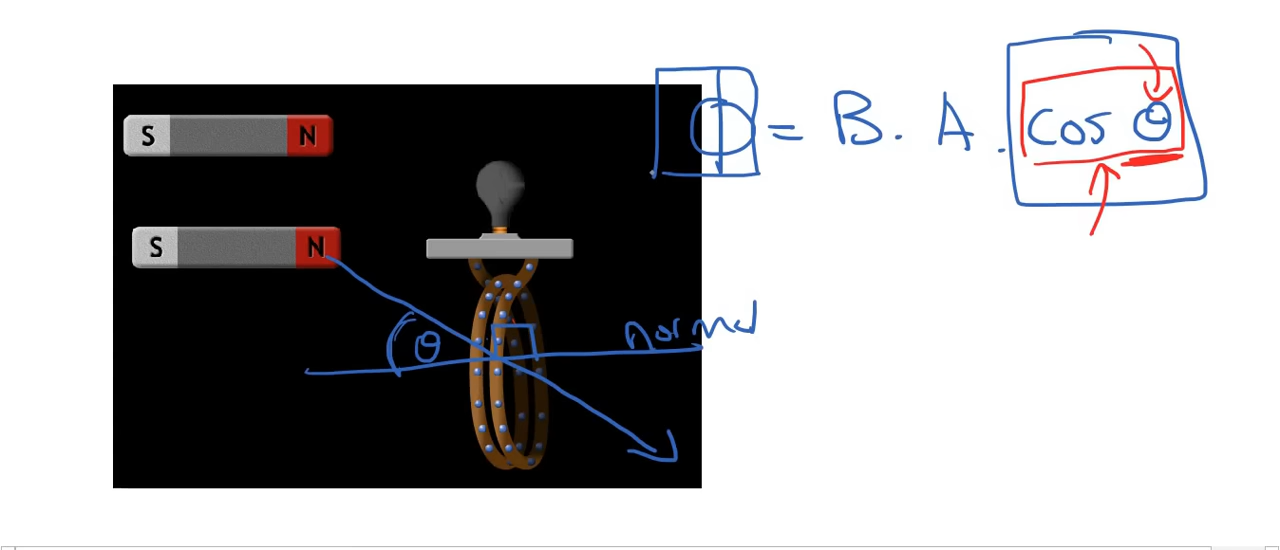 Φ = B. A. cos θ
S N
S N
θ
normal